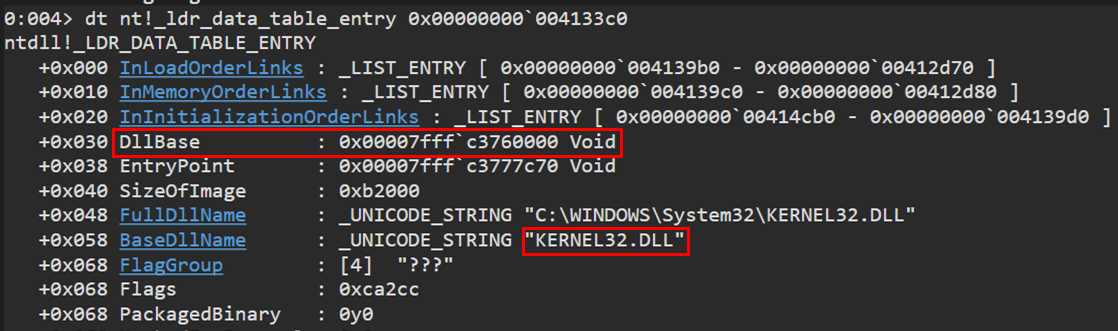 0:004> dt nt!_ldr_data_table_entry 0x00000000`004133c0
ntdll!_LDR_DATA_TABLE_ENTRY
+0x000 InLoadOrderLinks : _LIST_ENTRY [ 0x00000000`004139b0 - 0x00000000`00412d70 ]
+0x010 InMemoryOrderLinks : _LIST_ENTRY [ 0x00000000`004139c0 - 0x00000000`00412d80 ]
+0x020 InInitializationOrderLinks : _LIST_ENTRY [ 0x00000000`00414cb0 - 0x00000000`004139d0 ]
+0x030 DllBase : 0x00007fff`c3760000 Void
+0x038 EntryPoint : 0x00007fff`c3777c70 Void
+0x040 SizeOfImage : 0xb2000
+0x048 FullDllName : _UNICODE_STRING "C:\WINDOWS\System32\KERNEL32.DLL"
+0x058 BaseDllName : _UNICODE_STRING "KERNEL32.DLL"
+0x068 FlagGroup : [4] "???"
+0x068 Flags : 0xca2cc
+0x068 PackagedBinary : 0y0